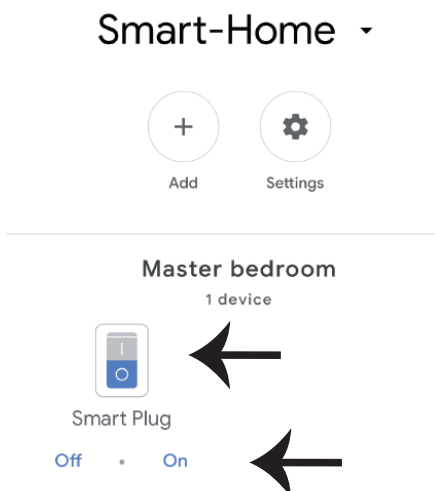 Smart-Home
Add Settings
Master bedroom
1 device
Smart Plug
Off • On